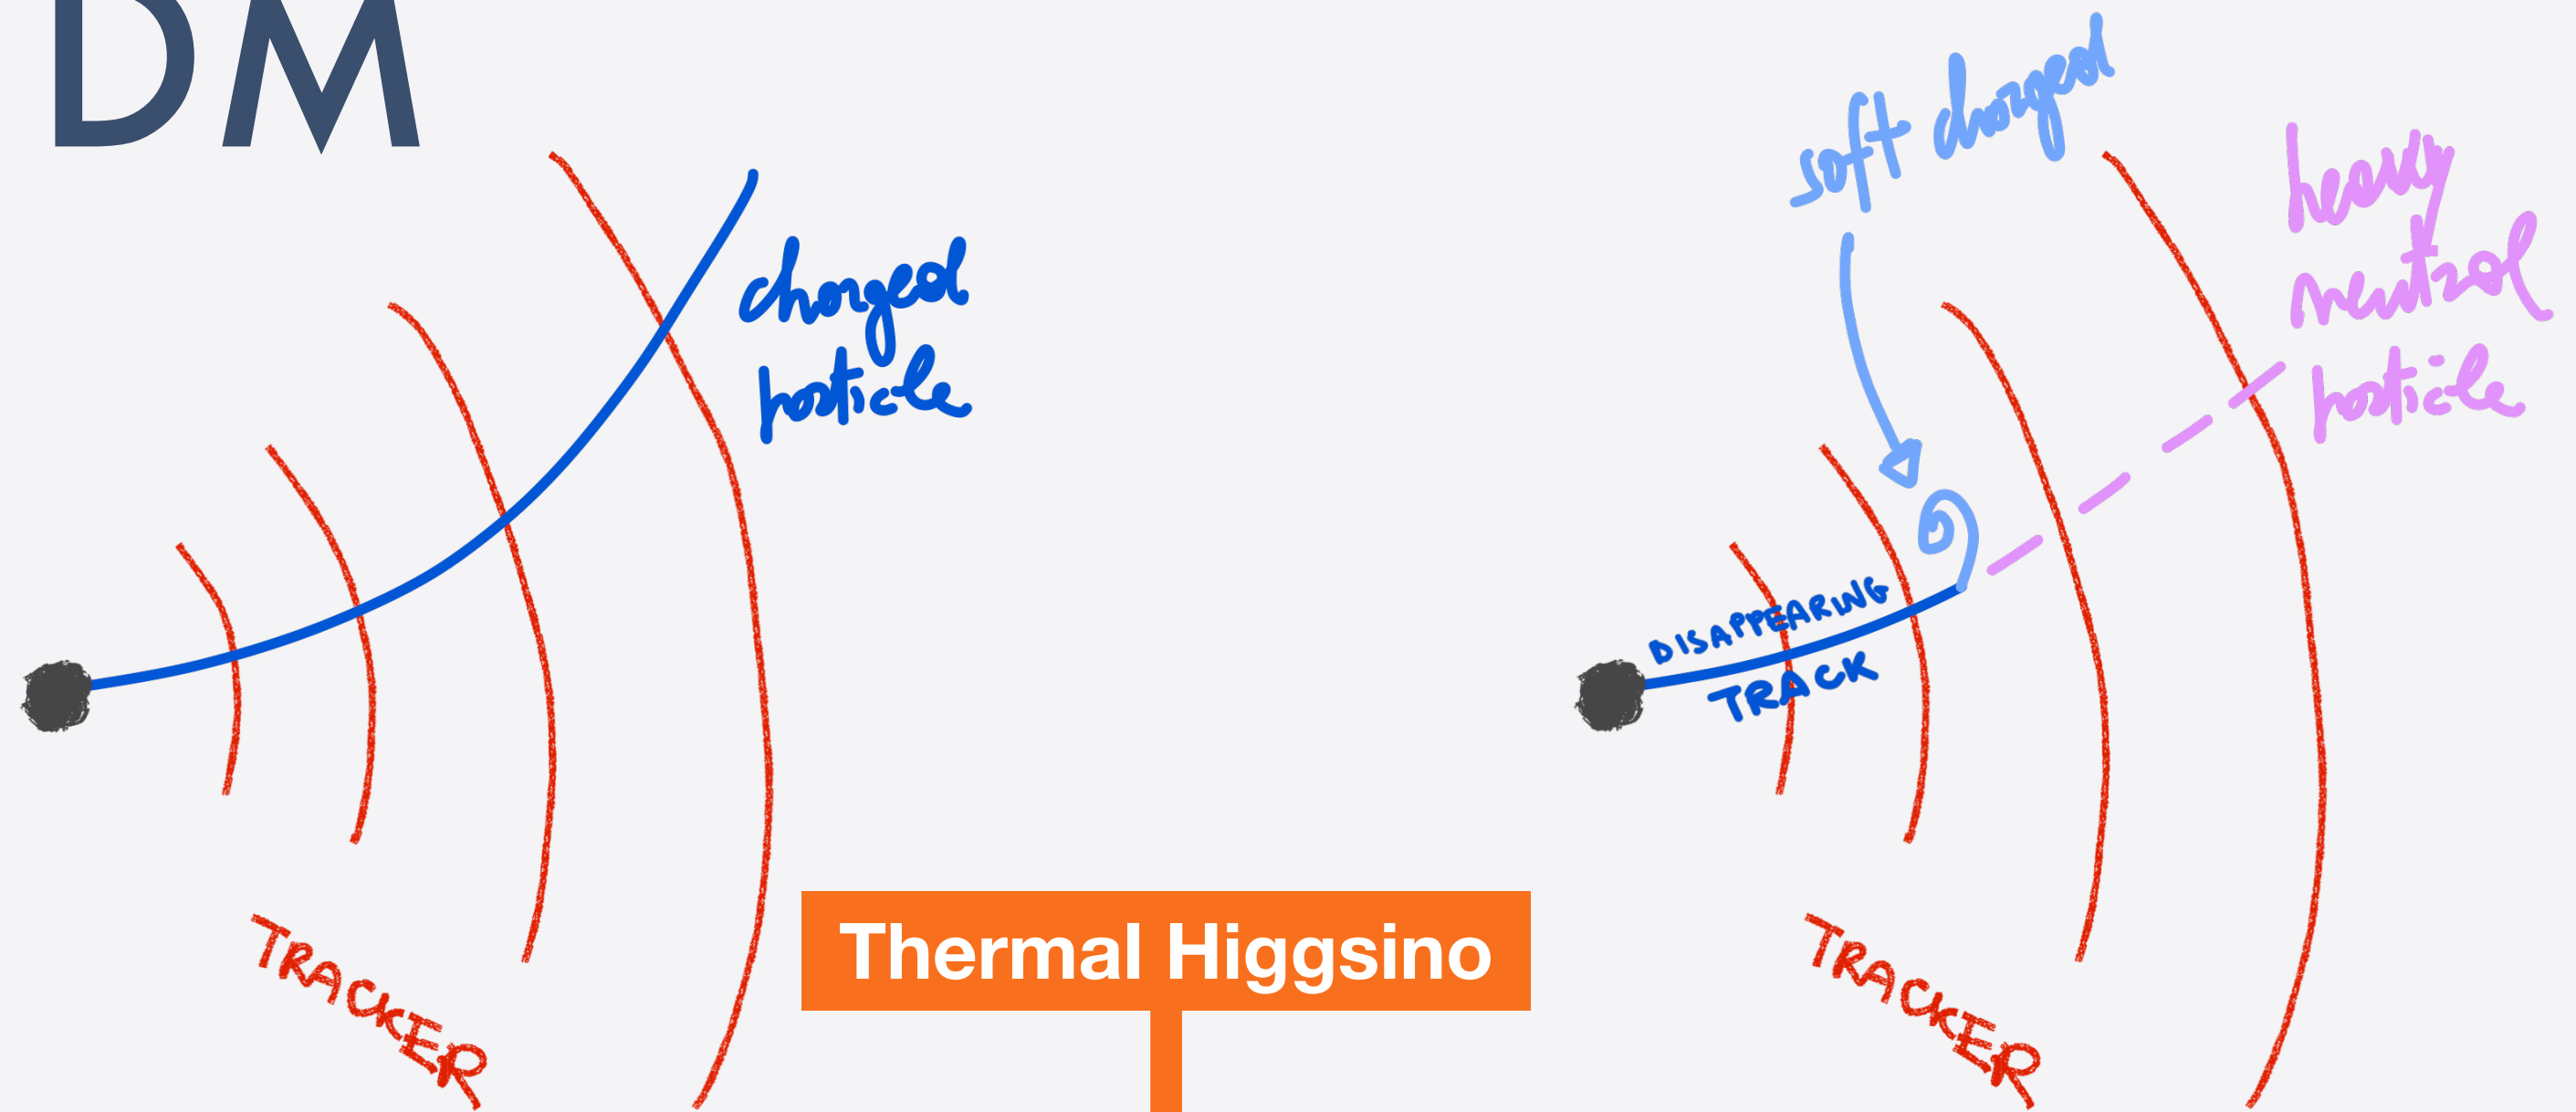 DM
charged
particle
TRACKER
Thermal Higgsino
soft charged
heavy
neutral
particle
DISAPPEARING
TRACK
TRACKER